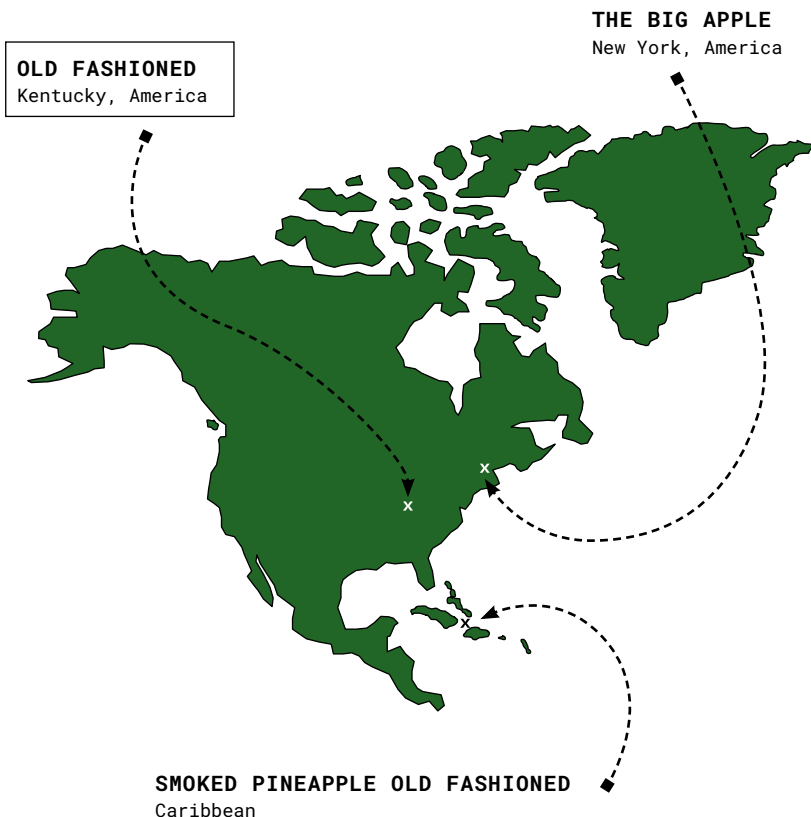 THE BIG APPLE
New York, America
OLD FASHIONED
Kentucky, America
x
x
x
SMOKED PINEAPPLE OLD FASHIONED
Caribbean